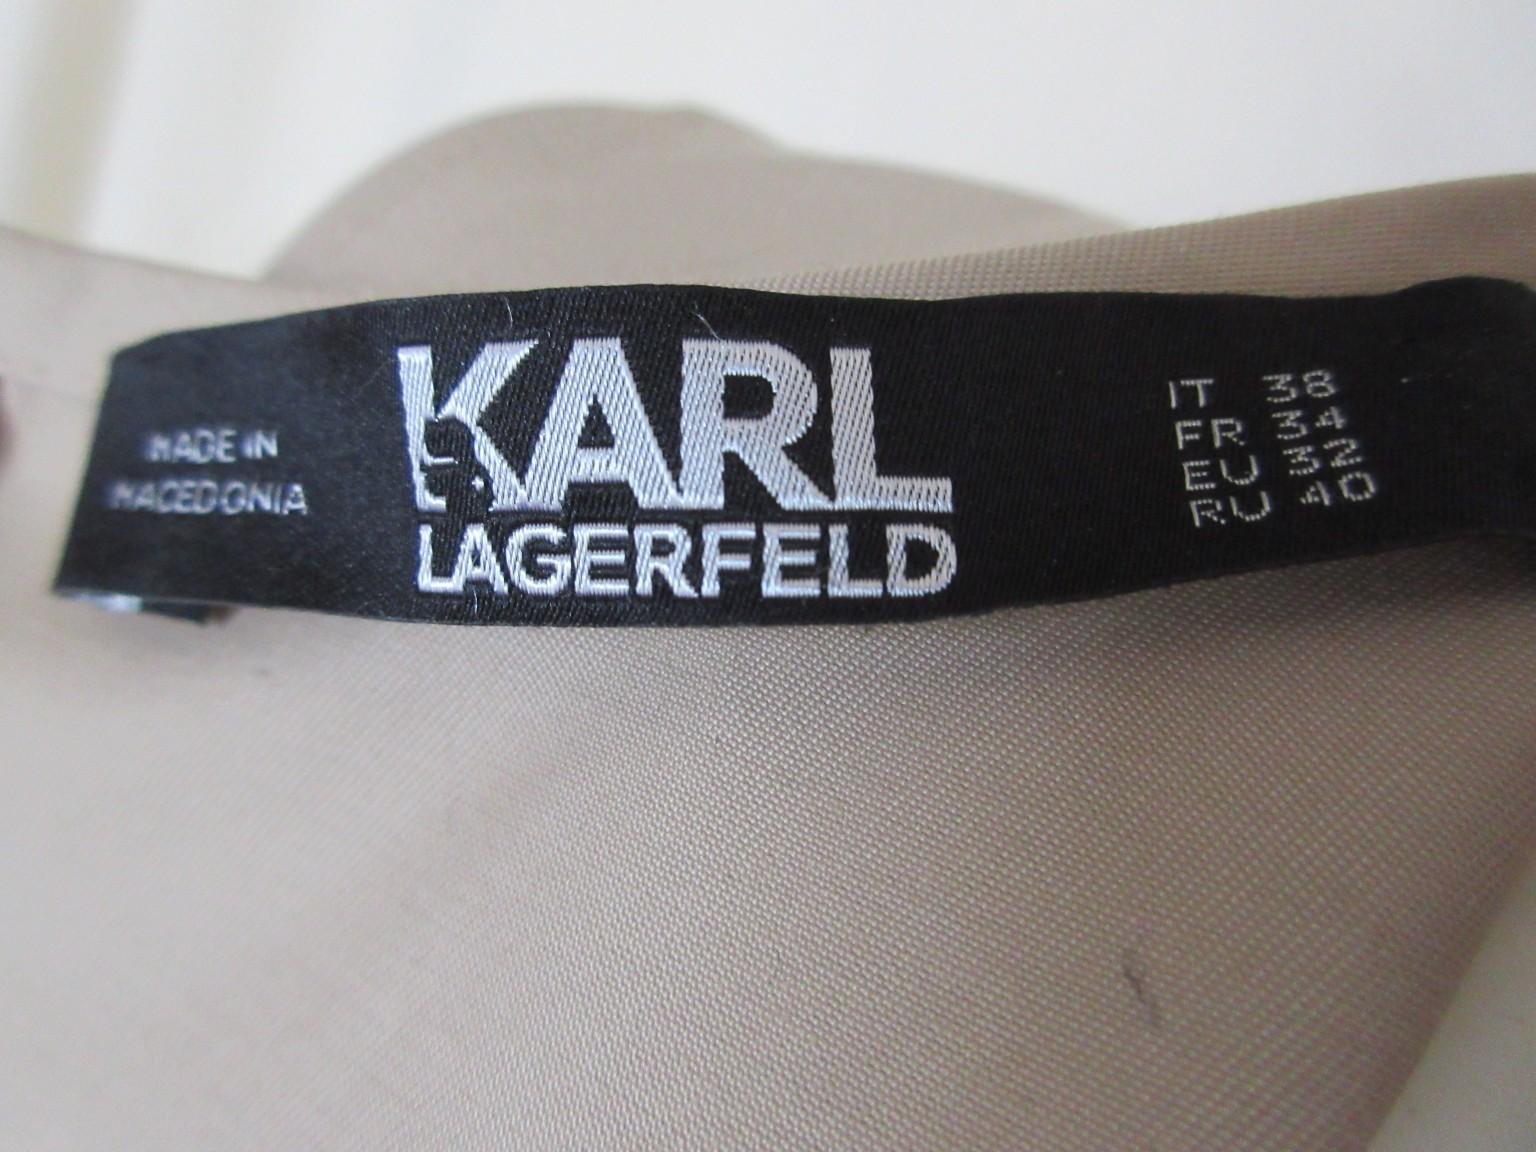 MADE IN
MACEDONIA
KARL
LAGERFELD
IT 38
FR 34
EU 32
RU 40